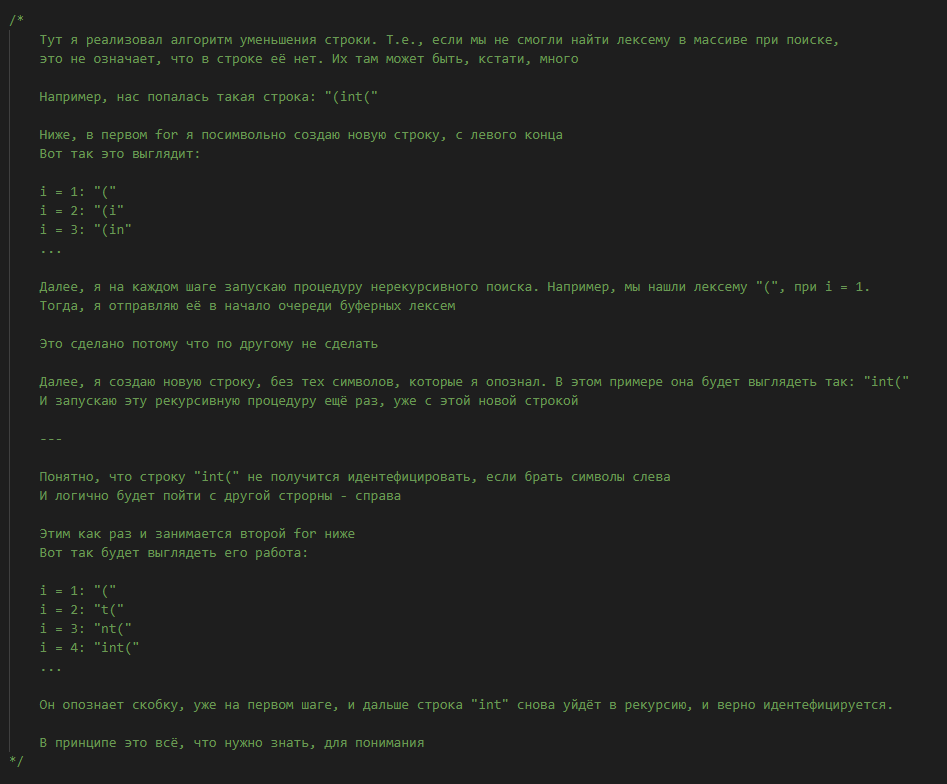 /*
Тут я реализовал алгоритм уменьшения строки. Т.е., если мы не смогли найти лексему в массиве при поиске,
это не означает, что в строке её нет. Их там может быть, кстати, много
Например, нас попалась такая строка: "(int("
Ниже, в первом for я посимвольно создаю новую строку, с левого конца
Вот так это выглядит:
i = 1: "("
i = 2: "(i"
i = 3: "(in"
...
Далее, я на каждом шаге запускаю процедуру нерекурсивного поиска. Например, мы нашли лексему "(", при i = 1.
Тогда, я отправляю её в начало очереди буферных лексем
Это сделано потому что по другому не сделать
Далее, я создаю новую строку, без тех символов, которые я опознал. В этом примере она будет выглядеть так: "int("
И запускаю эту рекурсивную процедуру ещё раз, уже с этой новой строкой
---
Понятно, что строку "int(" не получится идентефицировать, если брать символы слева
И логично будет пойти с другой строрны - справа
Этим как раз и занимается второй for ниже
Вот так будет выглядеть его работа:
i = 1: "("
i = 2: "t("
i = 3: "nt("
i = 4: "int("
...
Он опознает скобку, уже на первом шаге, и дальше строка "int" снова уйдёт в рекурсию, и верно идентефицируется.
В принципе это всё, что нужно знать, для понимания
*/